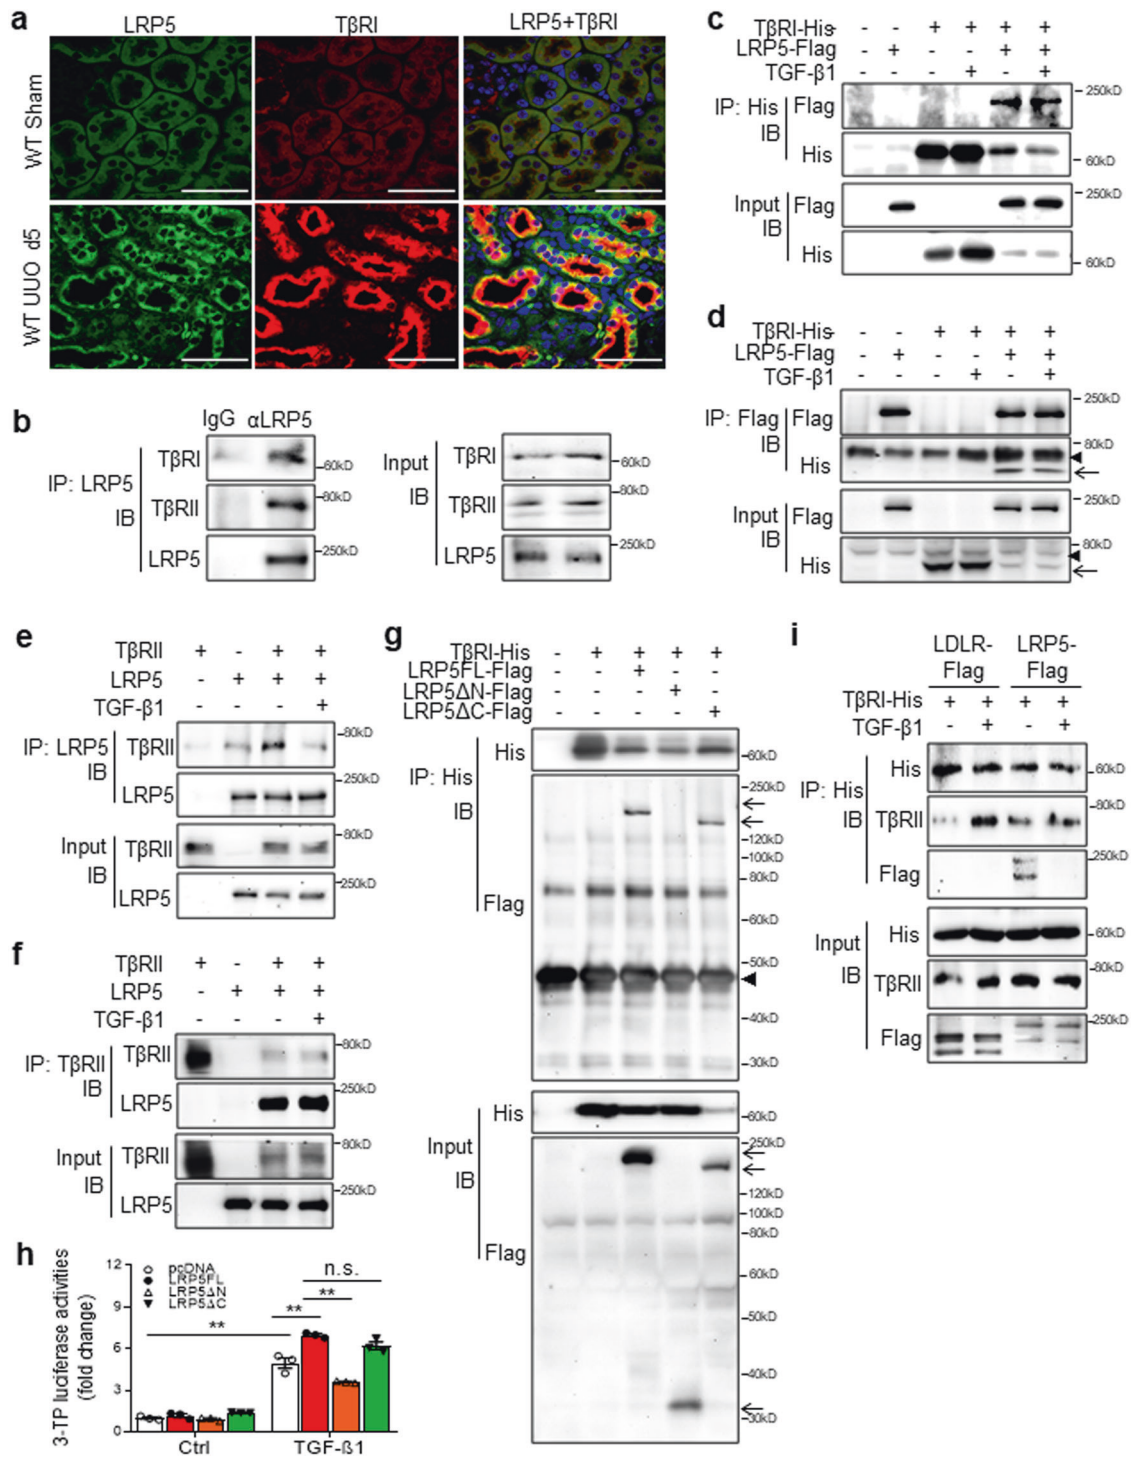 a
LRP5
TβRI
LRP5+TβRI
WT Sham
WT UUO d5
b
IgG αLRP5
IP: LRP5
IB
TβRI
-60kD
TβRII
-80kD
LRP5
-250kD
Input
IB
TβRI
-60kD
TβRII
-80kD
LRP5
-250kD
c
TβRI-His - - + + + +
LRP5-Flag - + - - + +
TGF-β1 - - - + - +
IP: His
IB
Flag
-250kD
His
-60kD
Input
IB
Flag
-250kD
His
-60kD
d
TβRI-His - - + + + +
LRP5-Flag - + - - + +
TGF-β1 - - - + - +
IP: Flag
IB
Flag
-250kD
His
-80kD
Input
IB
Flag
-250kD
His
-80kD
e
TβRII + - + +
LRP5 - + + +
TGF-β1 - - - +
IP: LRP5
IB
TβRII
-80kD
LRP5
-250kD
Input
IB
TβRII
-80kD
LRP5
-250kD
f
TβRII + - + +
LRP5 - + + +
TGF-β1 - - - +
IP: TβRII
IB
TβRII
-80kD
LRP5
-250kD
Input
IB
TβRII
-80kD
LRP5
-250kD
g
TβRI-His - + + + +
LRP5FL-Flag - - + - -
LRP5ΔN-Flag - - - + -
LRP5ΔC-Flag - - - - +
IP: His
IB
His
-60kD
Flag
-250kD
-120kD
-100kD
-80kD
-60kD
-50kD
-40kD
-30kD
Input
IB
His
-60kD
Flag
-250kD
-120kD
-100kD
-80kD
-60kD
-50kD
-40kD
-30kD
h
3-TP luciferase activities
(fold change)
12
9
6
3
0
pcDNA
LRP5FL
LRP5ΔN
LRP5ΔC
**
**
**
n.s.
Ctrl
TGF-ß1
i
LDLR-
Flag
LRP5-
Flag
TβRI-His + + + +
TGF-β1 - + - +
IP: His
IB
His
-60kD
TβRII
-80kD
Flag
-250kD
Input
IB
His
-60kD
TβRII
-80kD
Flag
-250kD